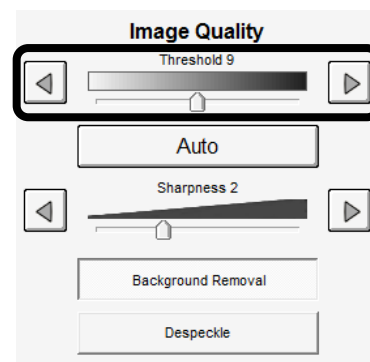 Image Quality
Threshold 9
Auto
Sharpness 2
Background Removal
Despeckle